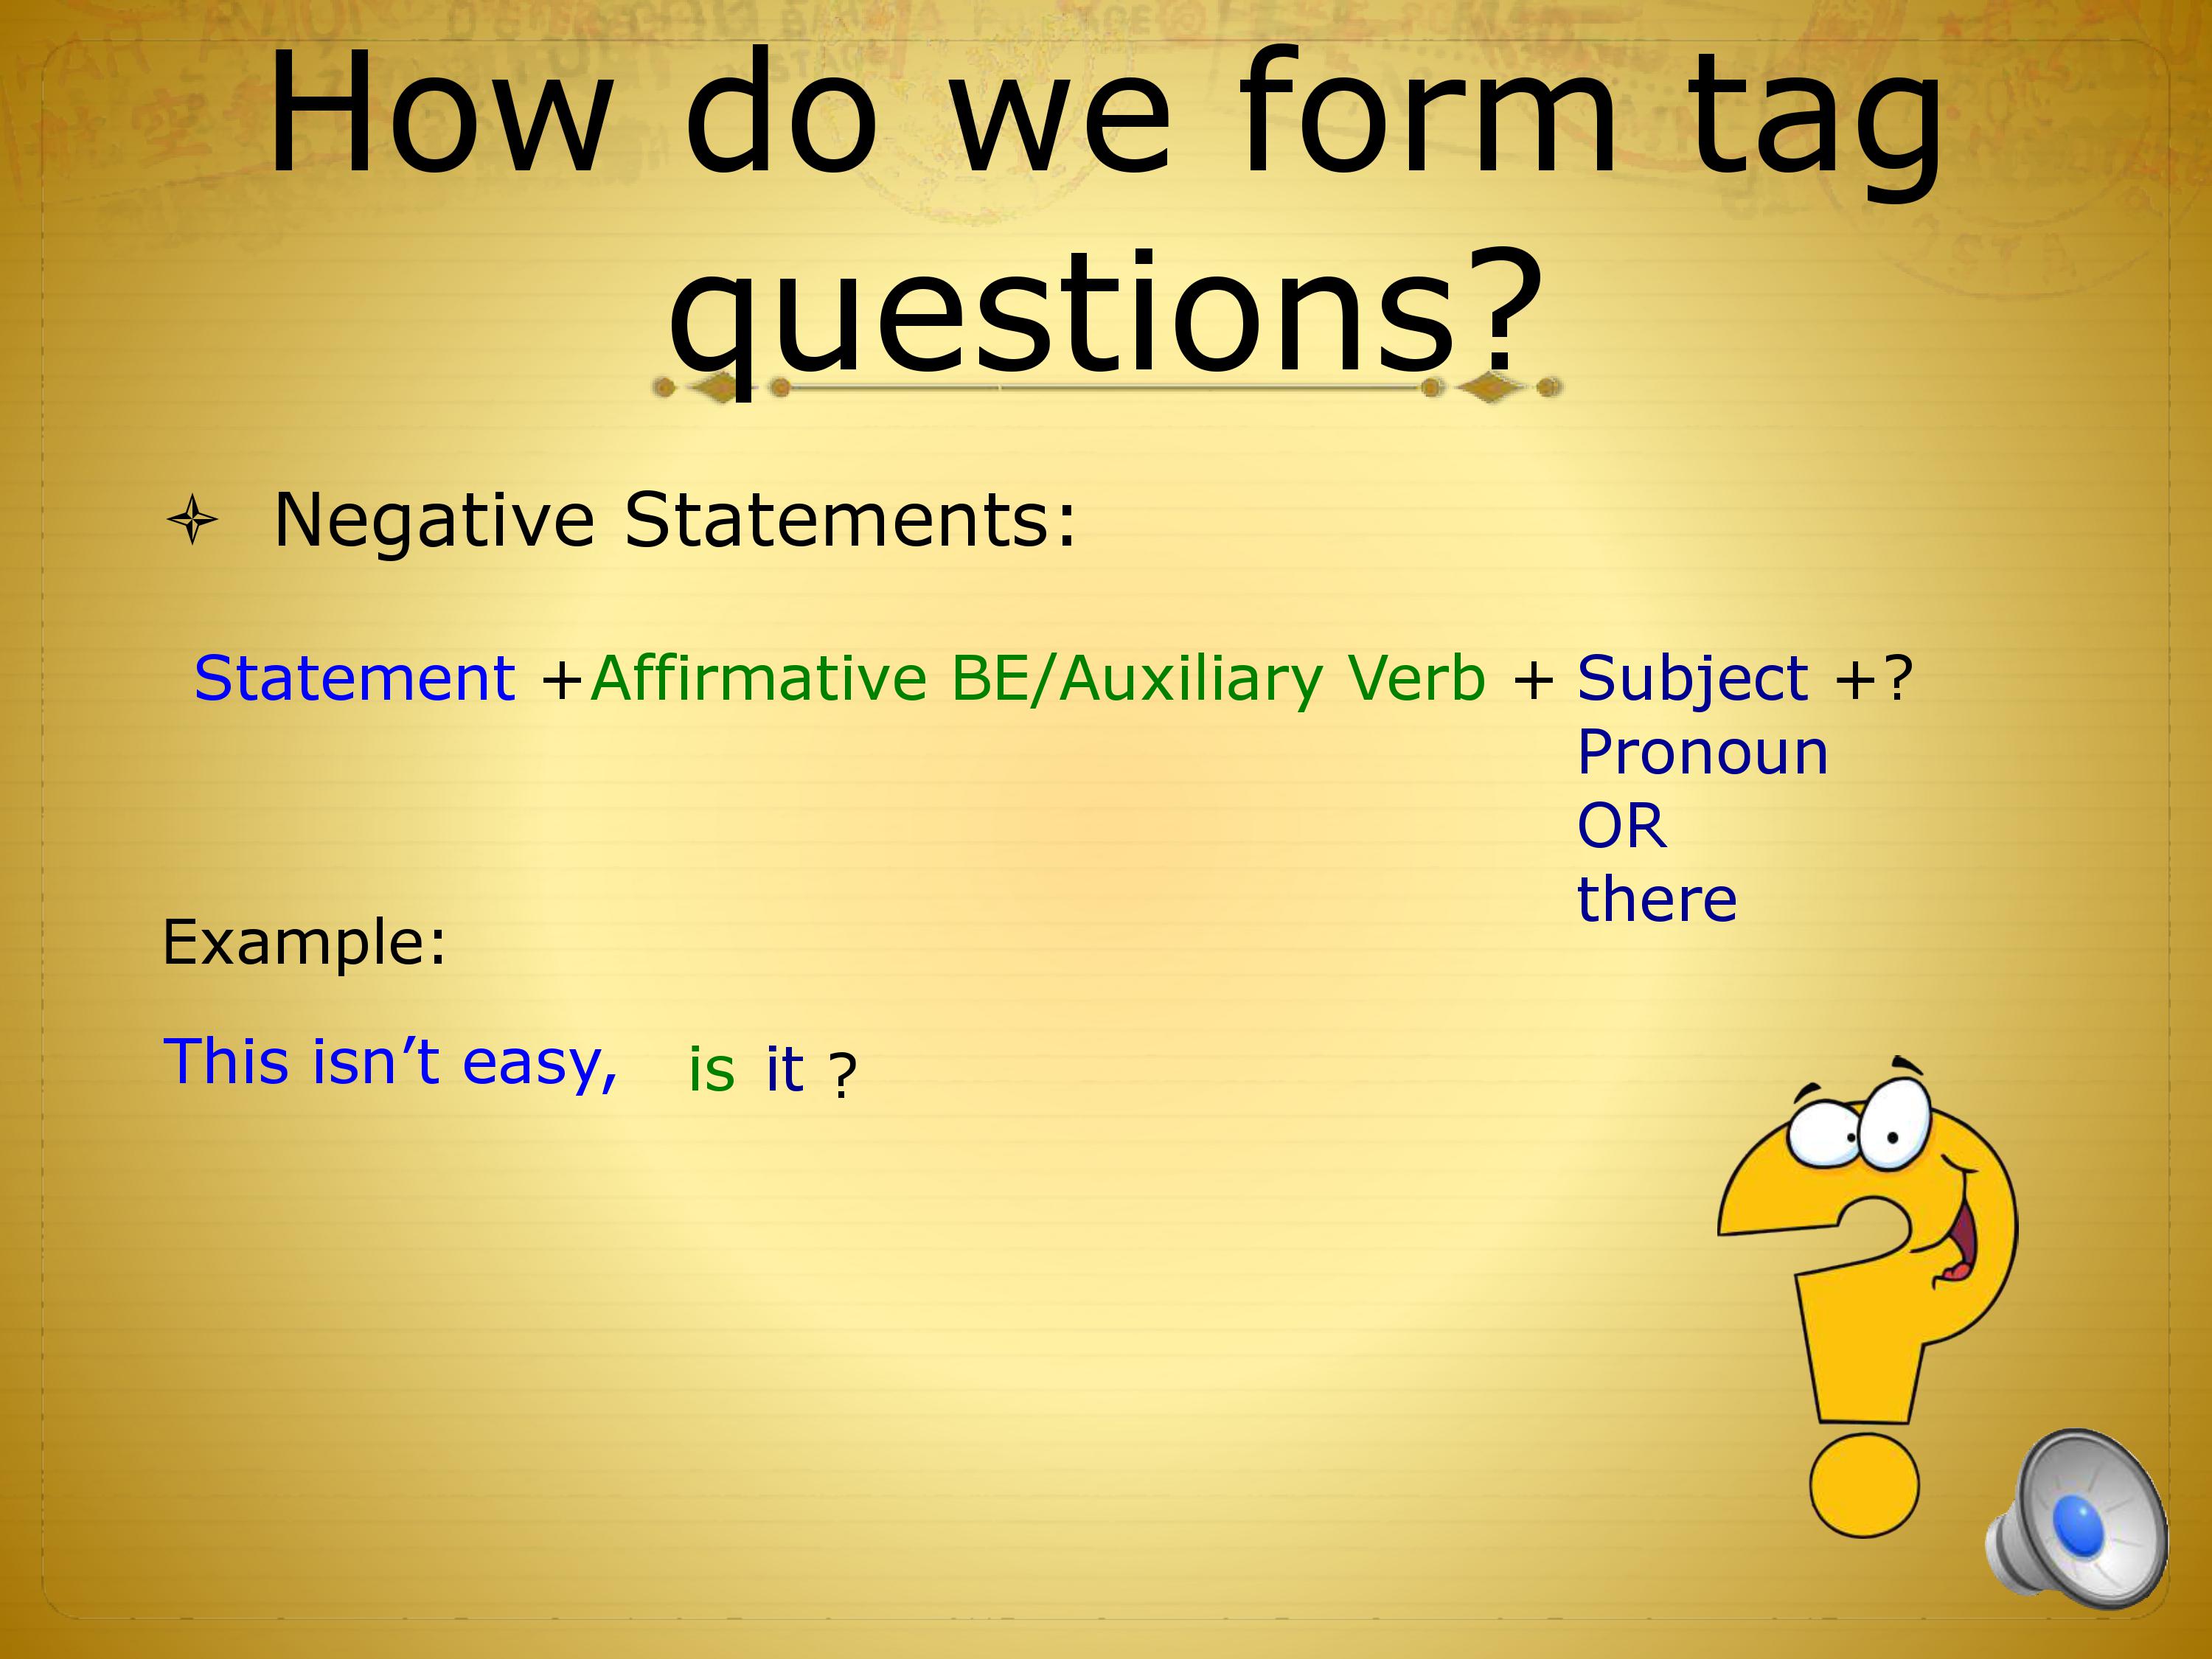 How do we form tag
questions?
Negative Statements:
Statement +Affirmative BE/Auxiliary Verb + Subject +?
Pronoun
OR
there
Example:
This isn’t easy, is it ?